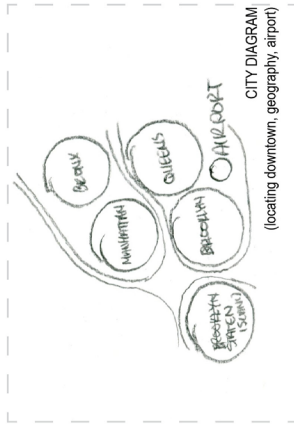 CITY DIAGRAM
(locating downtown, geography, airport)
BRONX
MANHATTAN
QUEENS
BROOKLYN
AIRPORT
BROOKLYN
STATEN
ISLAND